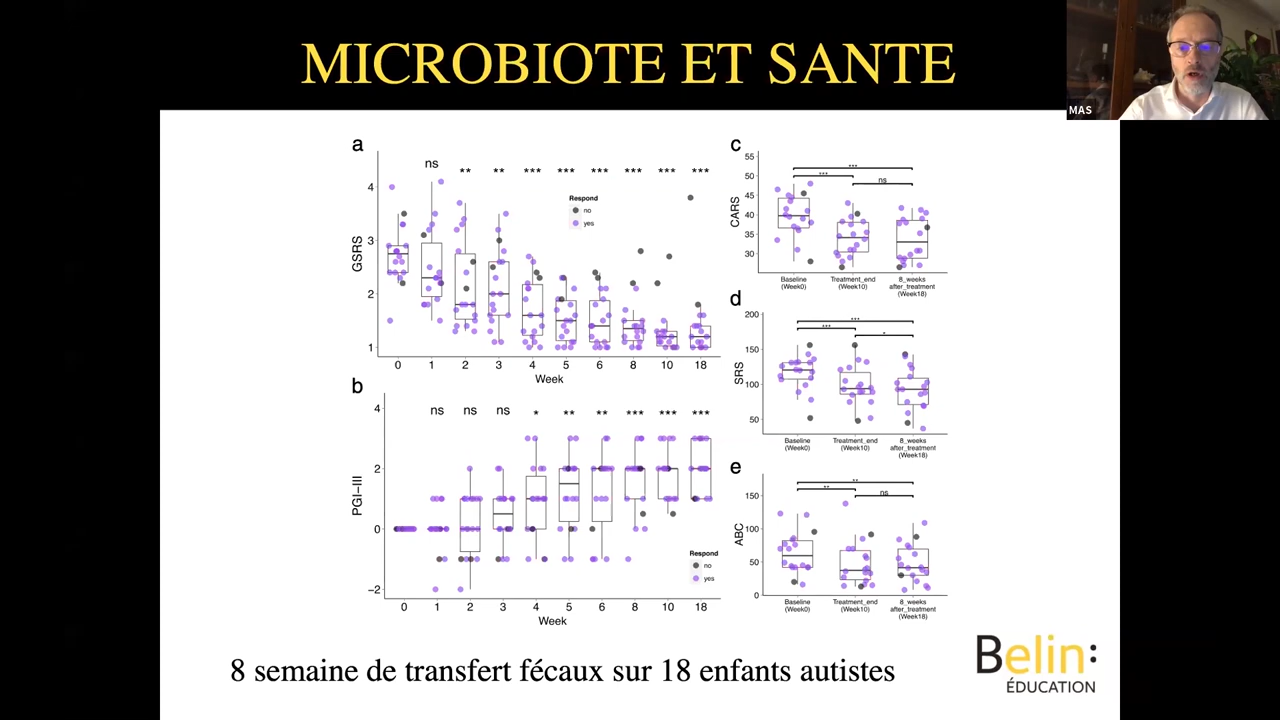 MICROBIOTE ET SANTE
MAS
a
ns ** ** *** *** *** *** *** ***
Respond
no
yes
GSRS
4
3
2
1
0 1 2 3 4 5 6 8 10 18
Week
b
ns ns ns * ** ** *** *** ***
PGI-III
4
2
0
−2
Respond
no
yes
0 1 2 3 4 5 6 8 10 18
Week
c
***
*** ns
CARS
55
50
45
40
35
30
Baseline (Week0)
Treatment_end (Week10)
8_weeks after_treatment (Week18)
d
***
*** *
SRS
200
150
100
50
Baseline (Week0)
Treatment_end (Week10)
8_weeks after_treatment (Week18)
e
**
** ns
ABC
150
100
50
0
Baseline (Week0)
Treatment_end (Week10)
8_weeks after_treatment (Week18)
8 semaine de transfert fécaux sur 18 enfants autistes
Belin:
ÉDUCATION